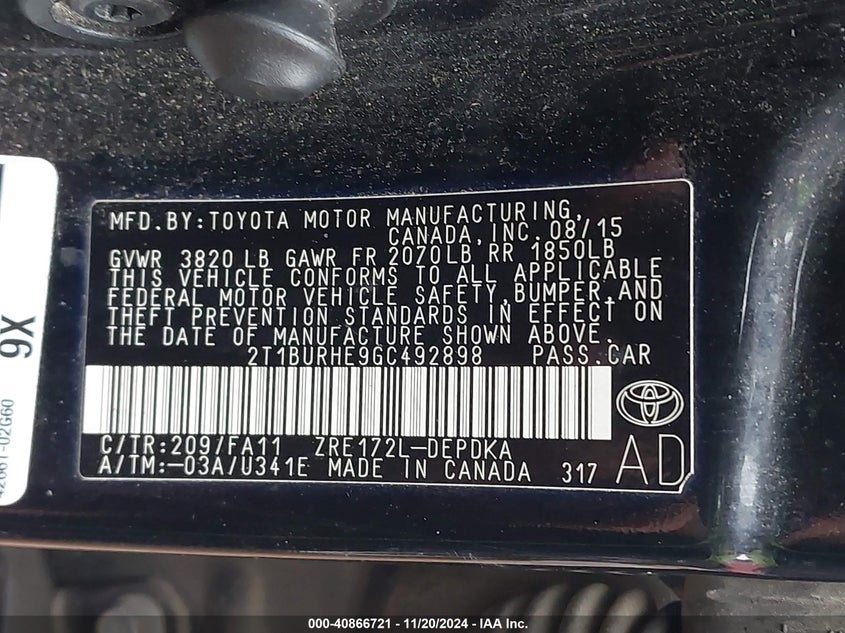 MFD.BY:TOYOTA MOTOR MANUFACTURING,
CANADA, INC. 08/15
GVWR 3820 LB GAWR FR 2070LB RR 1850LB
THIS VEHICLE CONFORMS TO ALL APPLICABLE
FEDERAL MOTOR VEHICLE SAFETY, BUMPER, AND
THEFT PREVENTION STANDARDS IN EFFECT ON
THE DATE OF MANUFACTURE SHOWN ABOVE.
2T1BURHE9GC492898 PASS.CAR
C/TR:209/FA11 ZRE172L-DEPDKA
A/TM:-03A/U341E MADE IN CANADA 317
AD
9X
42661-02G60
000-40866721 - 11/20/2024 - IAA Inc.